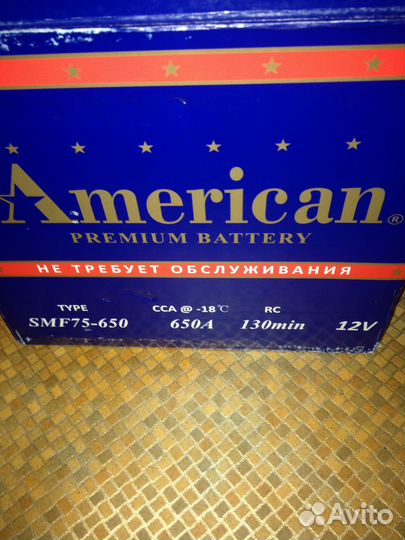 American®
PREMIUM BATTERY
НЕ ТРЕБУЕТ ОБСЛУЖИВАНИЯ
TYPE CCA @ -18℃ RC
SMF75-650 650A 130min 12V
Avito